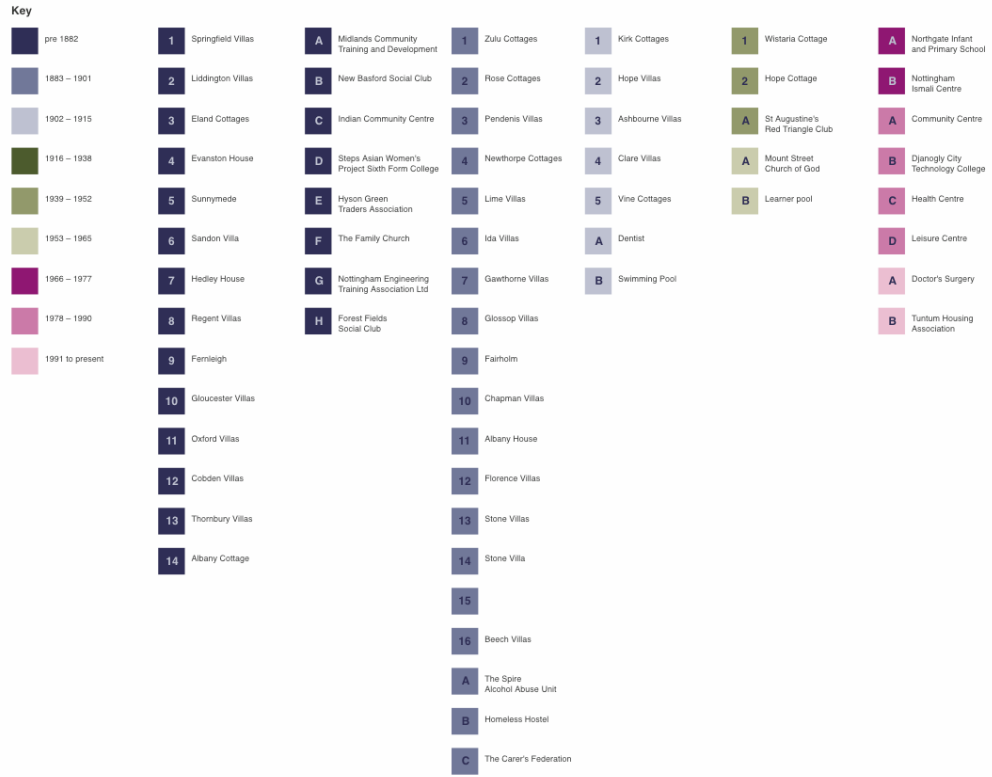 Key
pre 1882
1883 – 1901
1902 – 1915
1916 – 1938
1939 – 1952
1953 – 1965
1966 – 1977
1978 – 1990
1991 to present
1 Springfield Villas
2 Liddington Villas
3 Eland Cottages
4 Evanston House
5 Sunnymede
6 Sandon Villa
7 Hedley House
8 Regent Villas
9 Fernleigh
10 Gloucester Villas
11 Oxford Villas
12 Cobden Villas
13 Thornbury Villas
14 Albany Cottage
A Midlands Community
Training and Development
B New Basford Social Club
C Indian Community Centre
D Steps Asian Women's
Project Sixth Form College
E Hyson Green
Traders Association
F The Family Church
G Nottingham Engineering
Training Association Ltd
H Forest Fields
Social Club
1 Zulu Cottages
2 Rose Cottages
3 Pendenis Villas
4 Newthorpe Cottages
5 Lime Villas
6 Ida Villas
7 Gawthorne Villas
8 Glossop Villas
9 Fairholm
10 Chapman Villas
11 Albany House
12 Florence Villas
13 Stone Villas
14 Stone Villa
15
16 Beech Villas
A The Spire
Alcohol Abuse Unit
B Homeless Hostel
C The Carer's Federation
1 Kirk Cottages
2 Hope Villas
3 Ashbourne Villas
4 Clare Villas
5 Vine Cottages
A Dentist
B Swimming Pool
1 Wistaria Cottage
2 Hope Cottage
A St Augustine's
Red Triangle Club
A Mount Street
Church of God
B Learner pool
A Northgate Infant
and Primary School
B Nottingham
Ismali Centre
A Community Centre
B Djanogly City
Technology College
C Health Centre
D Leisure Centre
A Doctor's Surgery
B Tuntum Housing
Association